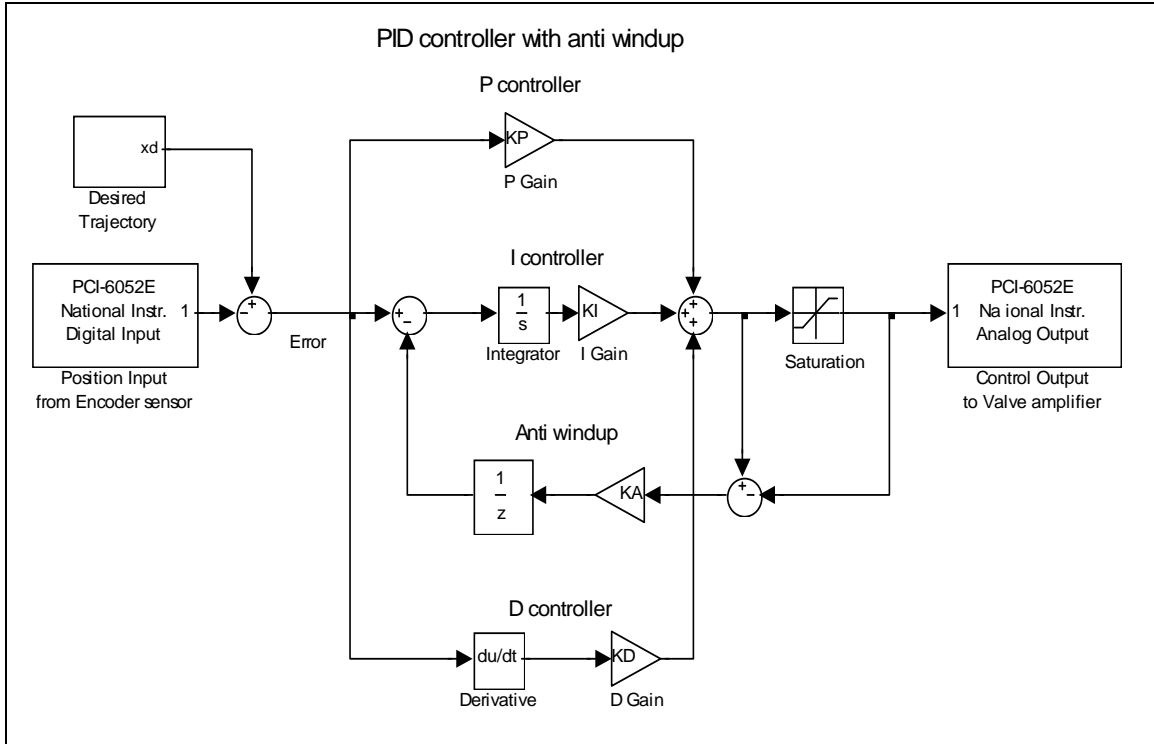 PID controller with anti windup
P controller
KP
P Gain
xd
Desired
Trajectory
I controller
PCI-6052E
National Instr.
Digital Input
1
Position Input
from Encoder sensor
+
-
Error
+
-
1
s
Integrator
KI
I Gain
+
+
+
Saturation
1
PCI-6052E
Na ional Instr.
Analog Output
Control Output
to Valve amplifier
Anti windup
1
z
KA
+
-
D controller
du/dt
Derivative
KD
D Gain